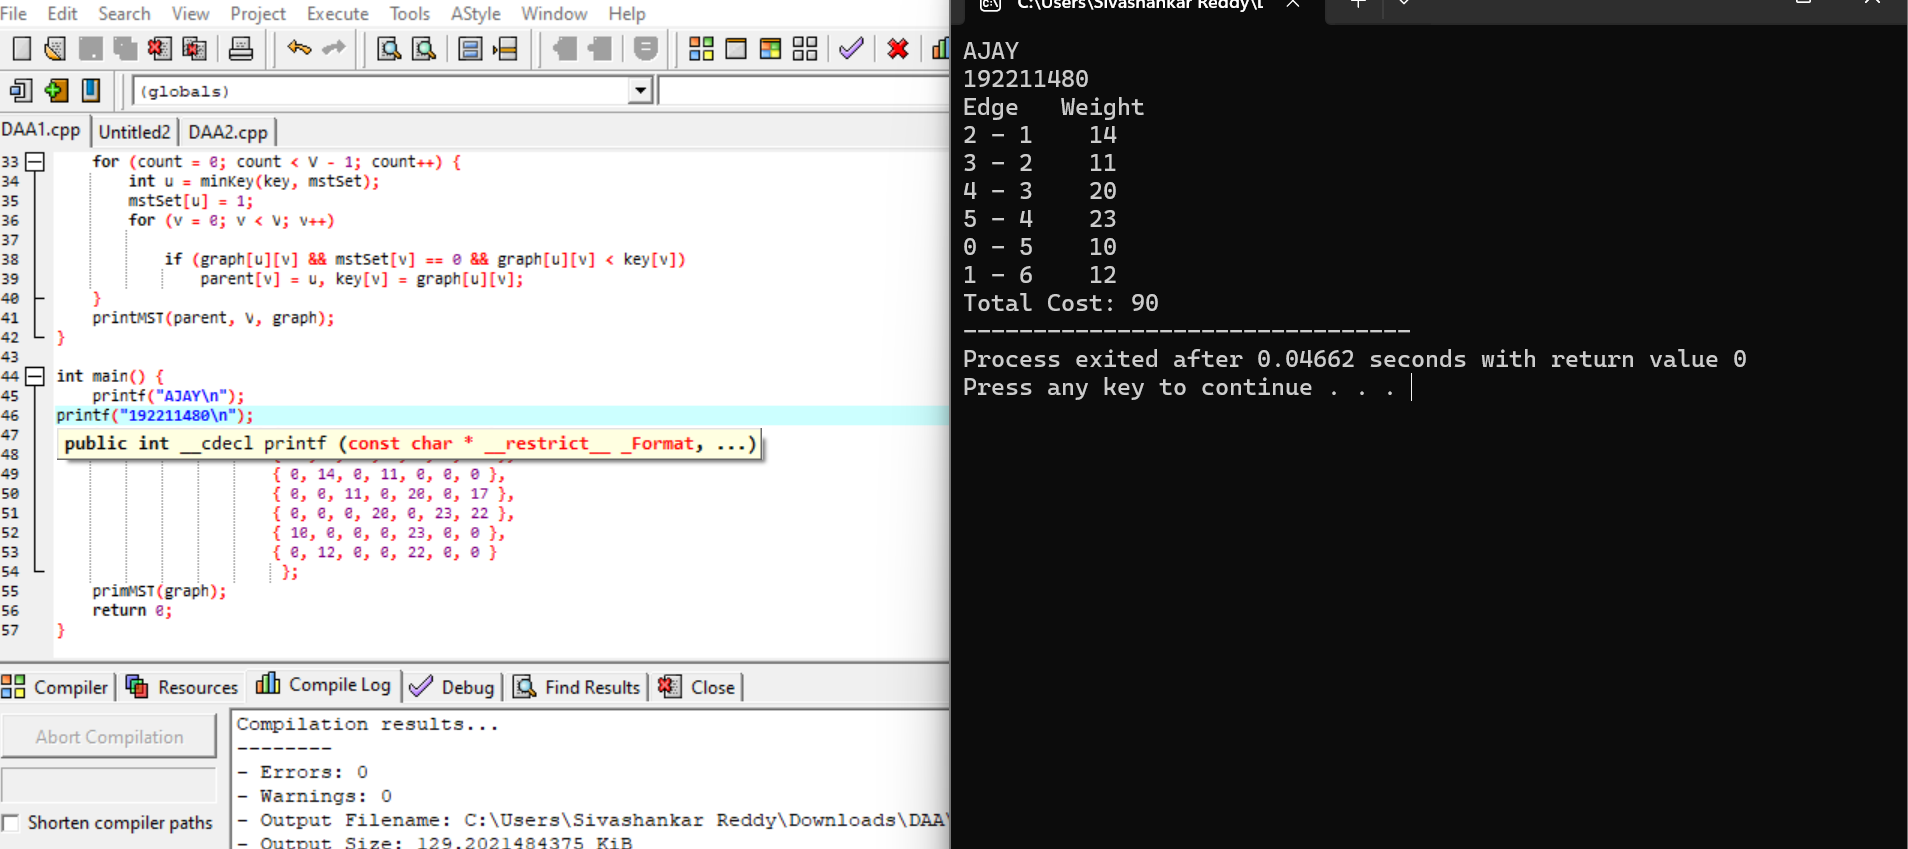 File Edit Search View Project Execute Tools AStyle Window Help
(globals)
DAA1.cpp Untitled2 DAA2.cpp
33 for (count = 0; count < V - 1; count++) {
34 int u = minKey(key, mstSet);
35 mstSet[u] = 1;
36 for (v = 0; v < V; v++)
37
38 if (graph[u][v] && mstSet[v] == 0 && graph[u][v] < key[v])
39 parent[v] = u, key[v] = graph[u][v];
40 }
41 printMST(parent, V, graph);
42 }
43
44 int main() {
45 printf("AJAY\n");
46 printf("192211480\n");
47
public int __cdecl printf (const char * __restrict__ _Format, ...)
48
49 { 0, 14, 0, 11, 0, 0, 0 },
50 { 0, 0, 11, 0, 20, 0, 17 },
51 { 0, 0, 0, 20, 0, 23, 22 },
52 { 10, 0, 0, 0, 23, 0, 0 },
53 { 0, 12, 0, 0, 22, 0, 0 }
54 };
55 primMST(graph);
56 return 0;
57 }
Compiler Resources Compile Log Debug Find Results Close
Abort Compilation
Shorten compiler paths
Compilation results...
--------
- Errors: 0
- Warnings: 0
- Output Filename: C:\Users\Sivashankar Reddy\Downloads\DAA\
- Output Size: 129.2021484375 KiB
C:\Users\Sivashankar Reddy\
AJAY
192211480
Edge Weight
2 - 1 14
3 - 2 11
4 - 3 20
5 - 4 23
0 - 5 10
1 - 6 12
Total Cost: 90
--------------------------------
Process exited after 0.04662 seconds with return value 0
Press any key to continue . . .